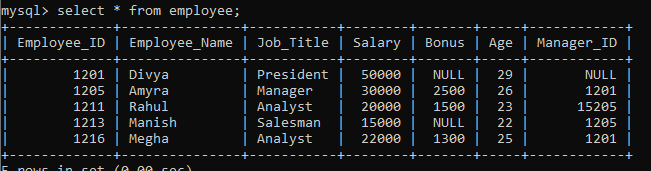 mysql> select * from employee;
+-------------+---------------+-----------+--------+-------+------+------------+
| Employee_ID | Employee_Name | Job_Title | Salary | Bonus | Age | Manager_ID |
+-------------+---------------+-----------+--------+-------+------+------------+
| 1201 | Divya | President | 50000 | NULL | 29 | NULL |
| 1205 | Amyra | Manager | 30000 | 2500 | 26 | 1201 |
| 1211 | Rahul | Analyst | 20000 | 1500 | 23 | 15205 |
| 1213 | Manish | Salesman | 15000 | NULL | 22 | 1205 |
| 1216 | Megha | Analyst | 22000 | 1300 | 25 | 1201 |
+-------------+---------------+-----------+--------+-------+------+------------+
5 rows in set (0.00 sec)